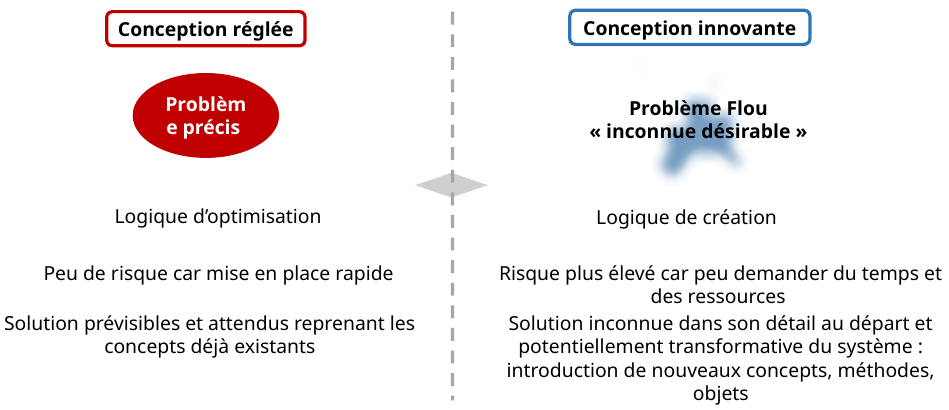 Conception réglée
Problèm
e précis
Logique d’optimisation
Peu de risque car mise en place rapide
Solution prévisibles et attendus reprenant les
concepts déjà existants
Conception innovante
Problème Flou
« inconnue désirable »
Logique de création
Risque plus élevé car peu demander du temps et
des ressources
Solution inconnue dans son détail au départ et
potentiellement transformative du système :
introduction de nouveaux concepts, méthodes,
objets